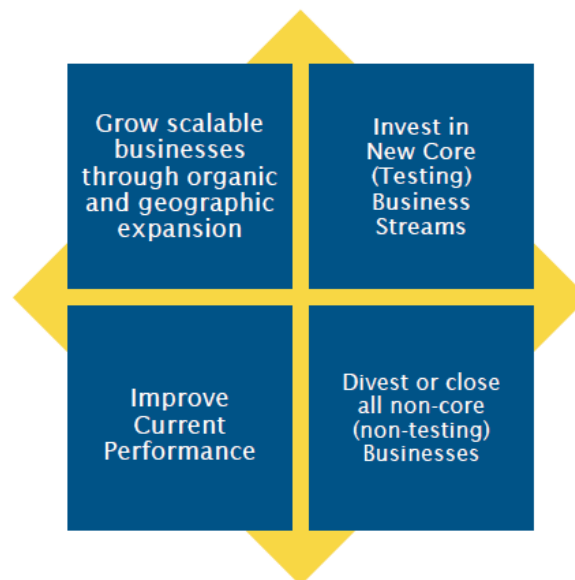 Grow scalable
businesses
through organic
and geographic
expansion
Invest in
New Core
(Testing)
Business
Streams
Improve
Current
Performance
Divest or close
all non-core
(non-testing)
Businesses